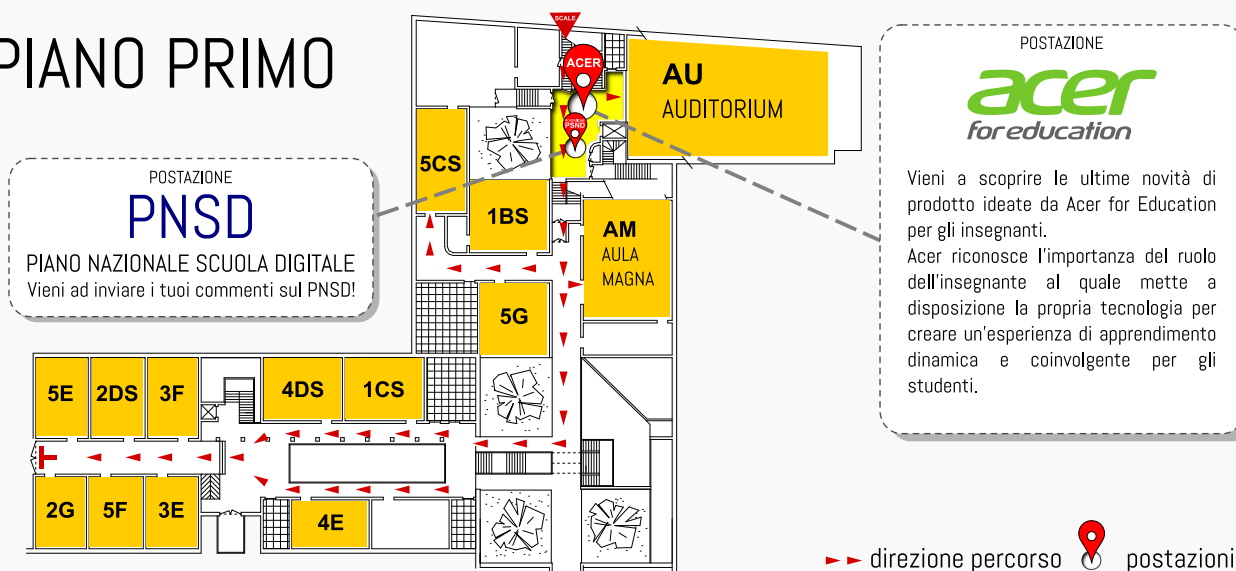 PIANO PRIMO
SCALE
ACER
PSND
AU
AUDITORIUM
POSTAZIONE
acer
for education
Vieni a scoprire le ultime novità di
prodotto ideate da Acer for Education
per gli insegnanti.
Acer riconosce l'importanza del ruolo
dell'insegnante al quale mette a
disposizione la propria tecnologia per
creare un'esperienza di apprendimento
dinamica e coinvolgente per gli
studenti.
POSTAZIONE
PNSD
PIANO NAZIONALE SCUOLA DIGITALE
Vieni ad inviare i tuoi commenti sul PNSD!
5CS
1BS
AM
AULA
MAGNA
5G
5E
2DS
3F
4DS
1CS
2G
5F
3E
4E
direzione percorso
postazioni